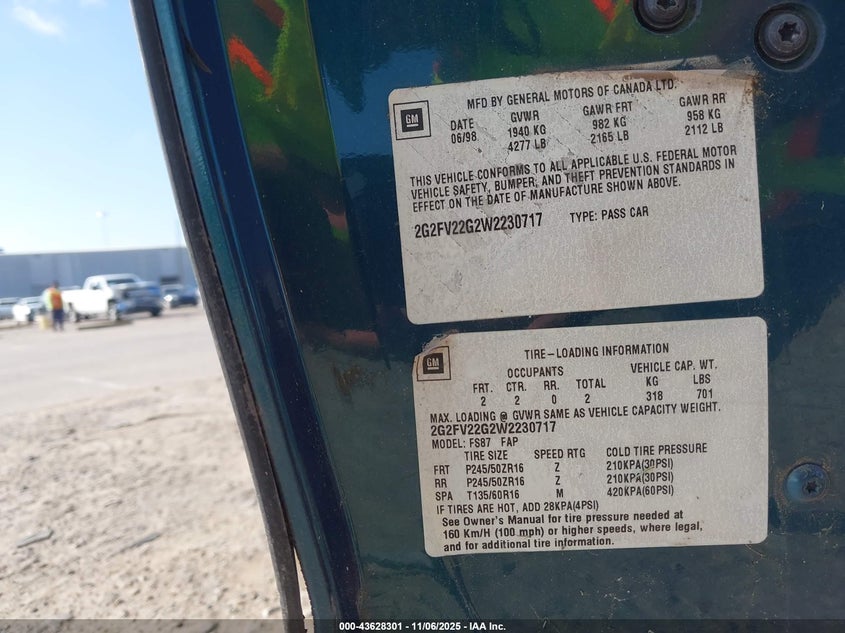 MFD BY GENERAL MOTORS OF CANADA LTD.
GM
DATE GVWR GAWR FRT GAWR RR
06/98 1940 KG 982 KG 958 KG
4277 LB 2165 LB 2112 LB
THIS VEHICLE CONFORMS TO ALL APPLICABLE U.S. FEDERAL MOTOR
VEHICLE SAFETY, BUMPER, AND THEFT PREVENTION STANDARDS IN
EFFECT ON THE DATE OF MANUFACTURE SHOWN ABOVE.
2G2FV22G2W2230717 TYPE: PASS CAR
GM
TIRE-LOADING INFORMATION
OCCUPANTS VEHICLE CAP. WT.
FRT. CTR. RR. TOTAL KG LBS
2 2 0 2 318 701
MAX. LOADING @ GVWR SAME AS VEHICLE CAPACITY WEIGHT.
2G2FV22G2W2230717
MODEL: FS87 FAP
TIRE SIZE SPEED RTG COLD TIRE PRESSURE
FRT P245/50ZR16 Z 210KPA(30PSI)
RR P245/50ZR16 Z 210KPA(30PSI)
SPA T135/60R16 M 420KPA(60PSI)
IF TIRES ARE HOT, ADD 28KPA(4PSI)
See Owner's Manual for tire pressure needed at
160 Km/H (100 mph) or higher speeds, where legal,
and for additional tire information.
000-43628301 - 11/06/2025 - IAA Inc.